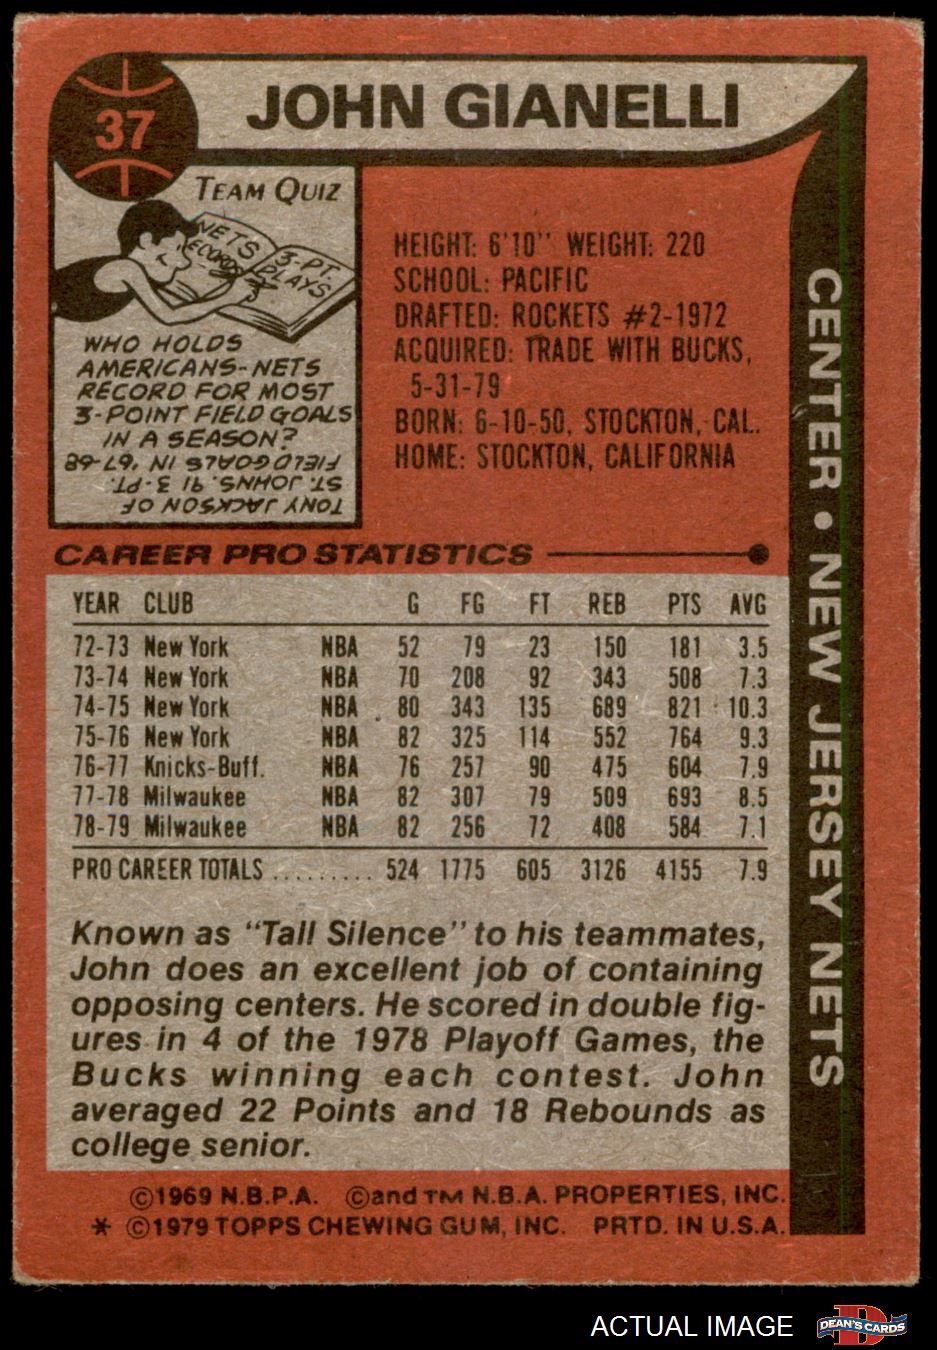 37
JOHN GIANELLI
TEAM QUIZ
NETS
RECORDS
3-PT.
PLAYS
WHO HOLDS
AMERICANS-NETS
RECORD FOR MOST
3-POINT FIELD GOALS
IN A SEASON?
TONY JACKSON OF
ST. JOHNS. 91 3-PT.
FIELD GOALS IN '67-68
HEIGHT: 6'10" WEIGHT: 220
SCHOOL: PACIFIC
DRAFTED: ROCKETS #2-1972
ACQUIRED: TRADE WITH BUCKS,
5-31-79
BORN: 6-10-50, STOCKTON, CAL.
HOME: STOCKTON, CALIFORNIA
CENTER • NEW JERSEY NETS
CAREER PRO STATISTICS
YEAR CLUB G FG FT REB PTS AVG
72-73 New York NBA 52 79 23 150 181 3.5
73-74 New York NBA 70 208 92 343 508 7.3
74-75 New York NBA 80 343 135 689 821 10.3
75-76 New York NBA 82 325 114 552 764 9.3
76-77 Knicks-Buff. NBA 76 257 90 475 604 7.9
77-78 Milwaukee NBA 82 307 79 509 693 8.5
78-79 Milwaukee NBA 82 256 72 408 584 7.1
PRO CAREER TOTALS ......... 524 1775 605 3126 4155 7.9
Known as "Tall Silence" to his teammates,
John does an excellent job of containing
opposing centers. He scored in double fig-
ures in 4 of the 1978 Playoff Games, the
Bucks winning each contest. John
averaged 22 Points and 18 Rebounds as
college senior.
©1969 N.B.P.A. ©and TM N.B.A. PROPERTIES, INC.
* ©1979 TOPPS CHEWING GUM, INC. PRTD. IN U.S.A.
ACTUAL IMAGE
D
DEAN'S CARDS